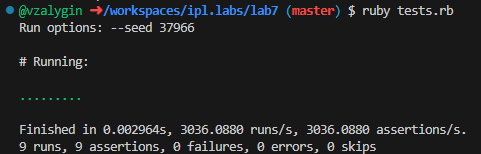 @vzalygin ➜/workspaces/ipl.labs/lab7 (master) $ ruby tests.rb
Run options: --seed 37966
# Running:
.........
Finished in 0.002964s, 3036.0880 runs/s, 3036.0880 assertions/s.
9 runs, 9 assertions, 0 failures, 0 errors, 0 skips